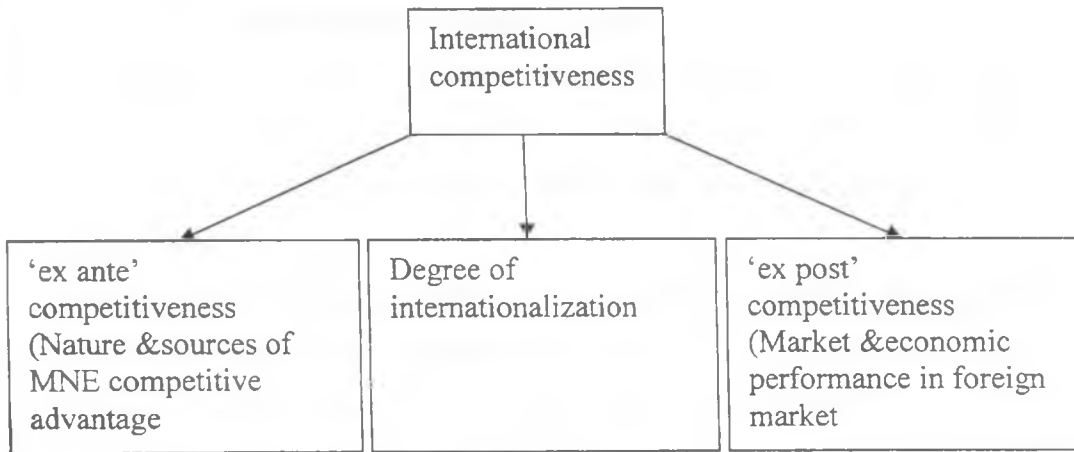 International
competitiveness
‘ex ante’
competitiveness
(Nature &sources of
MNE competitive
advantage
Degree of
internationalization
‘ex post’
competitiveness
(Market &economic
performance in foreign
market